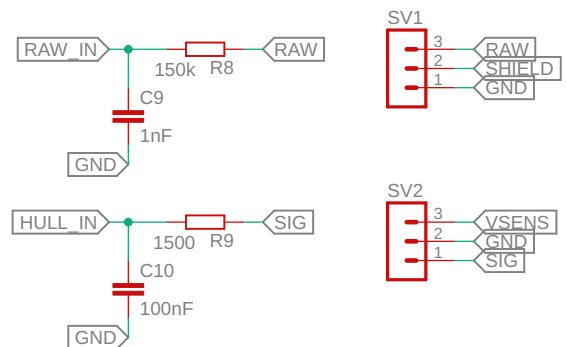 SV1
RAW_IN
RAW
150k
R8
C9
1nF
GND
3
RAW
2
SHIELD
1
GND
HULL_IN
SIG
1500
R9
C10
100nF
GND
SV2
3
VSENS
2
GND
1
SIG